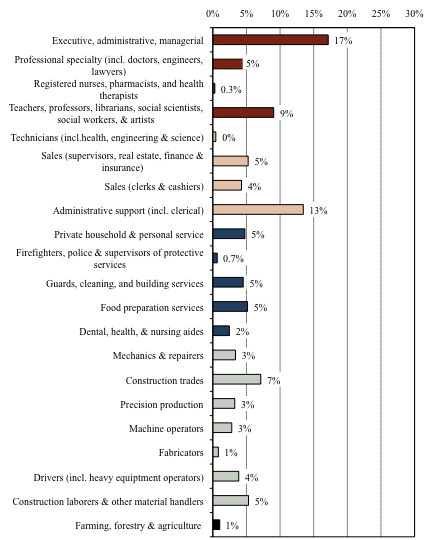 0% 5% 10% 15% 20% 25% 30%
Executive, administrative, managerial 17%
Professional specialty (incl. doctors, engineers,
lawyers) 5%
Registered nurses, pharmacists, and health
therapists 0.3%
Teachers, professors, librarians, social scientists,
social workers, & artists 9%
Technicians (incl.health, engineering & science) 0%
Sales (supervisors, real estate, finance &
insurance) 5%
Sales (clerks & cashiers) 4%
Administrative support (incl. clerical) 13%
Private household & personal service 5%
Firefighters, police & supervisors of protective
services 0.7%
Guards, cleaning, and building services 5%
Food preparation services 5%
Dental, health, & nursing aides 2%
Mechanics & repairers 3%
Construction trades 7%
Precision production 3%
Machine operators 3%
Fabricators 1%
Drivers (incl. heavy equiptment operators) 4%
Construction laborers & other material handlers 5%
Farming, forestry & agriculture 1%